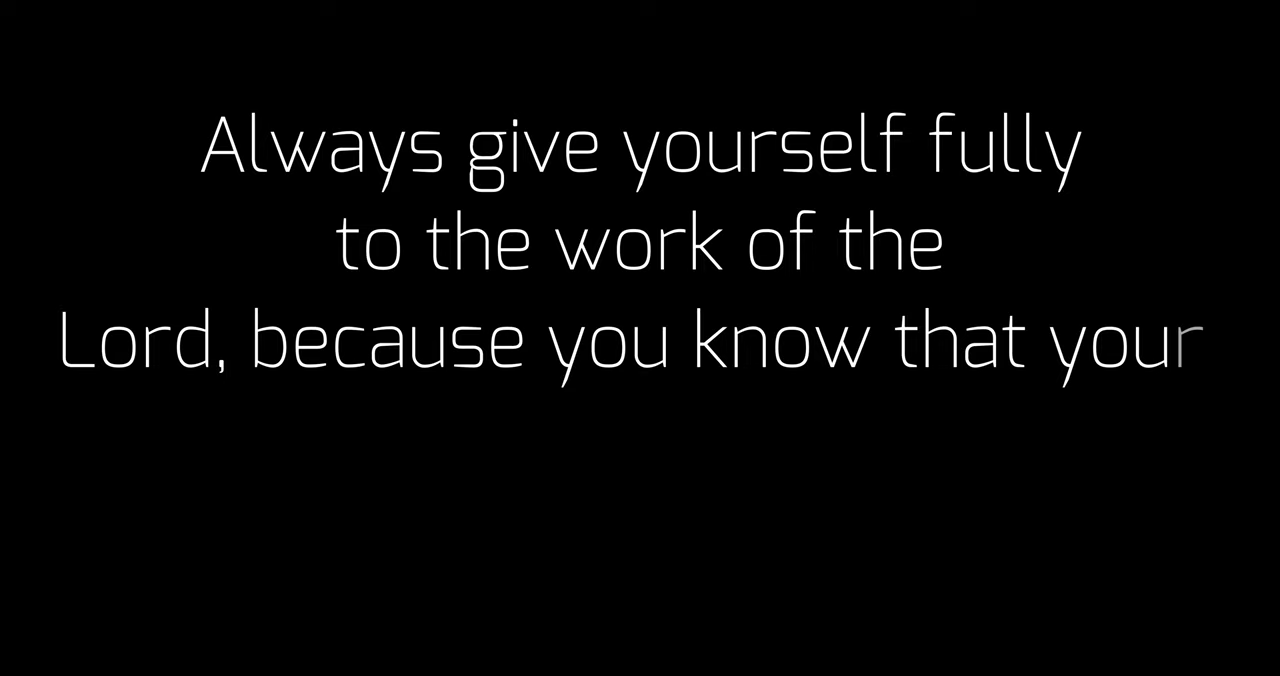 Always give yourself fully
to the work of the
Lord, because you know that your